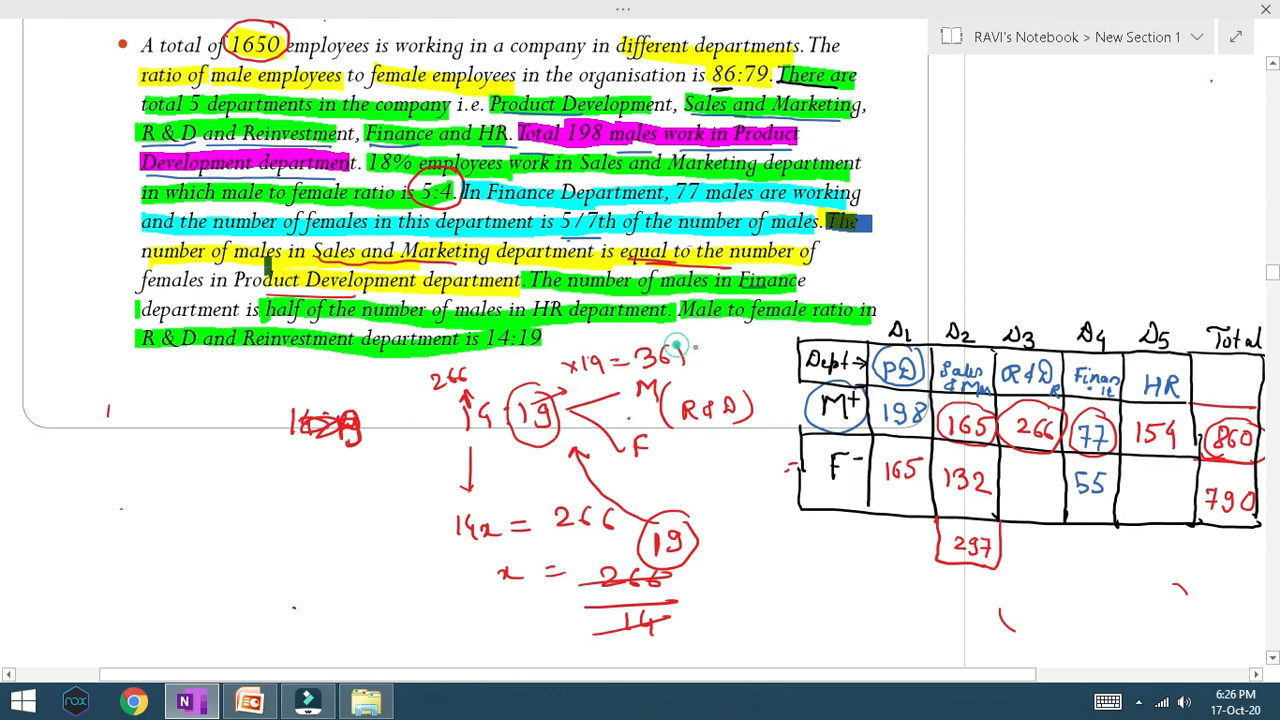 RAVI's Notebook > New Section 1
A total of 1650 employees is working in a company in different departments. The
ratio of male employees to female employees in the organisation is 86:79. There are
total 5 departments in the company i.e. Product Development, Sales and Marketing,
R & D and Reinvestment, Finance and HR. Total 198 males work in Product
Development department. 18% employees work in Sales and Marketing department
in which male to female ratio is 5:4. In Finance Department, 77 males are working
and the number of females in this department is 5/7th of the number of males. The
number of males in Sales and Marketing department is equal to the number of
females in Product Development department. The number of males in Finance
department is half of the number of males in HR department. Male to female ratio in
R & D and Reinvestment department is 14:19
D1 D2 D3 D4 D5 Total
Dept→ PD Sales & M R & D Finan HR
M+ 198 165 266 77 154 860
F- 165 132 55 790
297
266
×19 = 361
14 : 19 M (R & D)
F
14x = 266
19
x = 266
14
6:26 PM
17-Oct-20